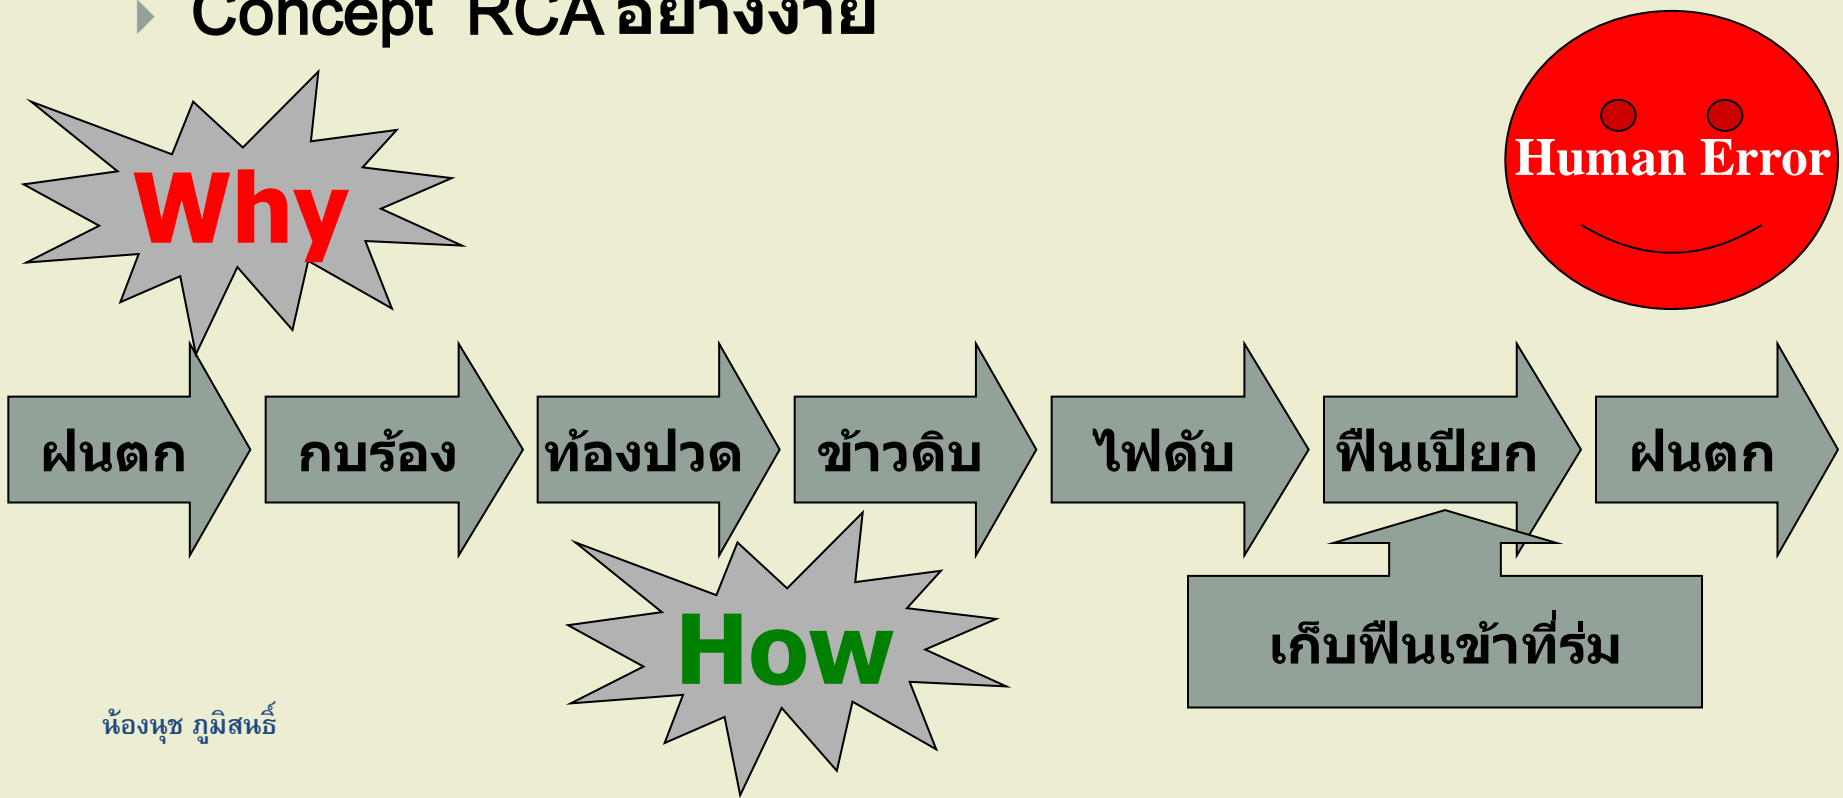 Concept RCA อย่างง่าย
Human Error
Why
ฝนตก
กบร้อง
ท้องปวด
ข้าวดิบ
ไฟดับ
ฟืนเปียก
ฝนตก
How
เก็บฟืนเข้าที่ร่ม
น้องนุช ภูมิสนธิ์